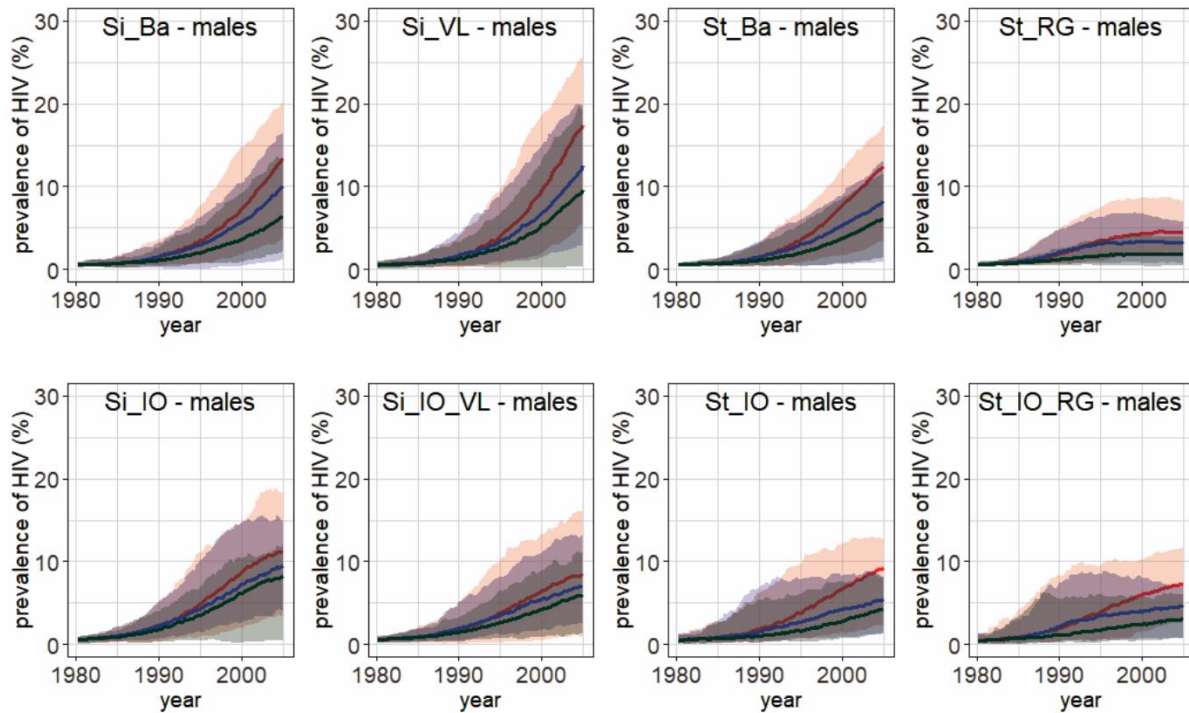 Si_Ba - males
prevalence of HIV (%)
30
20
10
0
1980 1990 2000
year
Si_VL - males
prevalence of HIV (%)
30
20
10
0
1980 1990 2000
year
St_Ba - males
prevalence of HIV (%)
30
20
10
0
1980 1990 2000
year
St_RG - males
prevalence of HIV (%)
30
20
10
0
1980 1990 2000
year
Si_IO - males
prevalence of HIV (%)
30
20
10
0
1980 1990 2000
year
Si_IO_VL - males
prevalence of HIV (%)
30
20
10
0
1980 1990 2000
year
St_IO - males
prevalence of HIV (%)
30
20
10
0
1980 1990 2000
year
St_IO_RG - males
prevalence of HIV (%)
30
20
10
0
1980 1990 2000
year